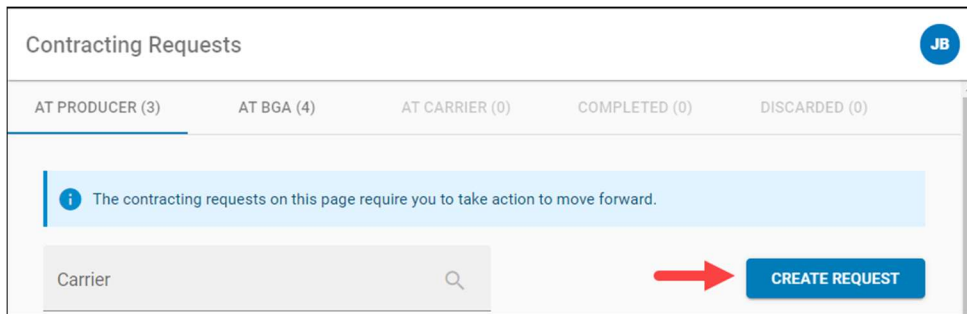 Contracting Requests
JB
AT PRODUCER (3) AT BGA (4) AT CARRIER (0) COMPLETED (0) DISCARDED (0)
The contracting requests on this page require you to take action to move forward.
Carrier
CREATE REQUEST